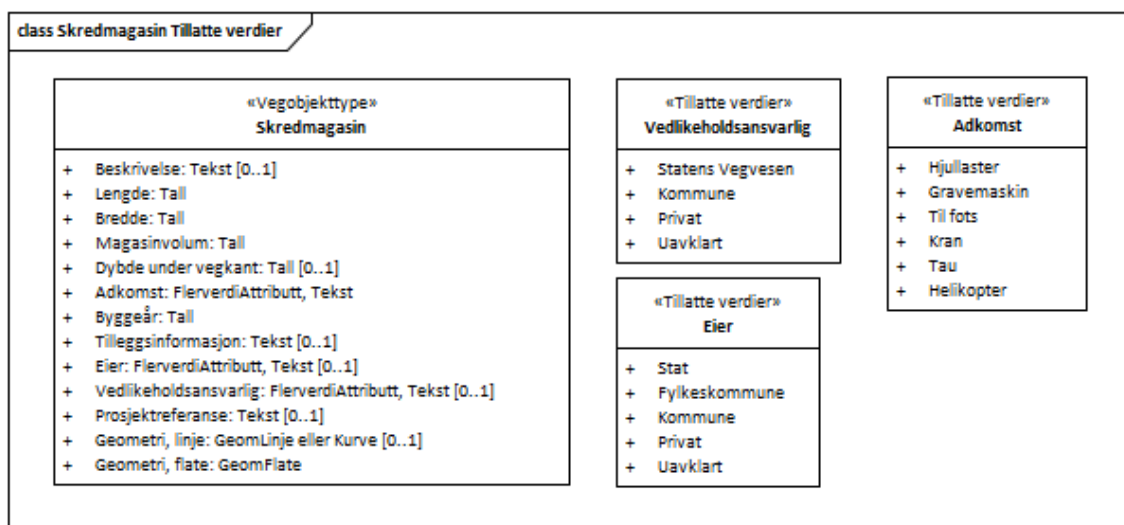 class Skredmagasin Tillatte verdier
«Vegobjekttype»
Skredmagasin
+ Beskrivelse: Tekst [0..1]
+ Lengde: Tall
+ Bredde: Tall
+ Magasinvolum: Tall
+ Dybde under vegkant: Tall [0..1]
+ Adkomst: FlerverdiAttributt, Tekst
+ Byggeår: Tall
+ Tilleggsinformasjon: Tekst [0..1]
+ Eier: FlerverdiAttributt, Tekst [0..1]
+ Vedlikeholdsansvarlig: FlerverdiAttributt, Tekst [0..1]
+ Prosjektreferanse: Tekst [0..1]
+ Geometri, linje: GeomLinje eller Kurve [0..1]
+ Geometri, flate: GeomFlate
«Tillatte verdier»
Vedlikeholdsansvarlig
+ Statens Vegvesen
+ Kommune
+ Privat
+ Uavklart
«Tillatte verdier»
Eier
+ Stat
+ Fylkeskommune
+ Kommune
+ Privat
+ Uavklart
«Tillatte verdier»
Adkomst
+ Hjullaster
+ Gravemaskin
+ Til fots
+ Kran
+ Tau
+ Helikopter